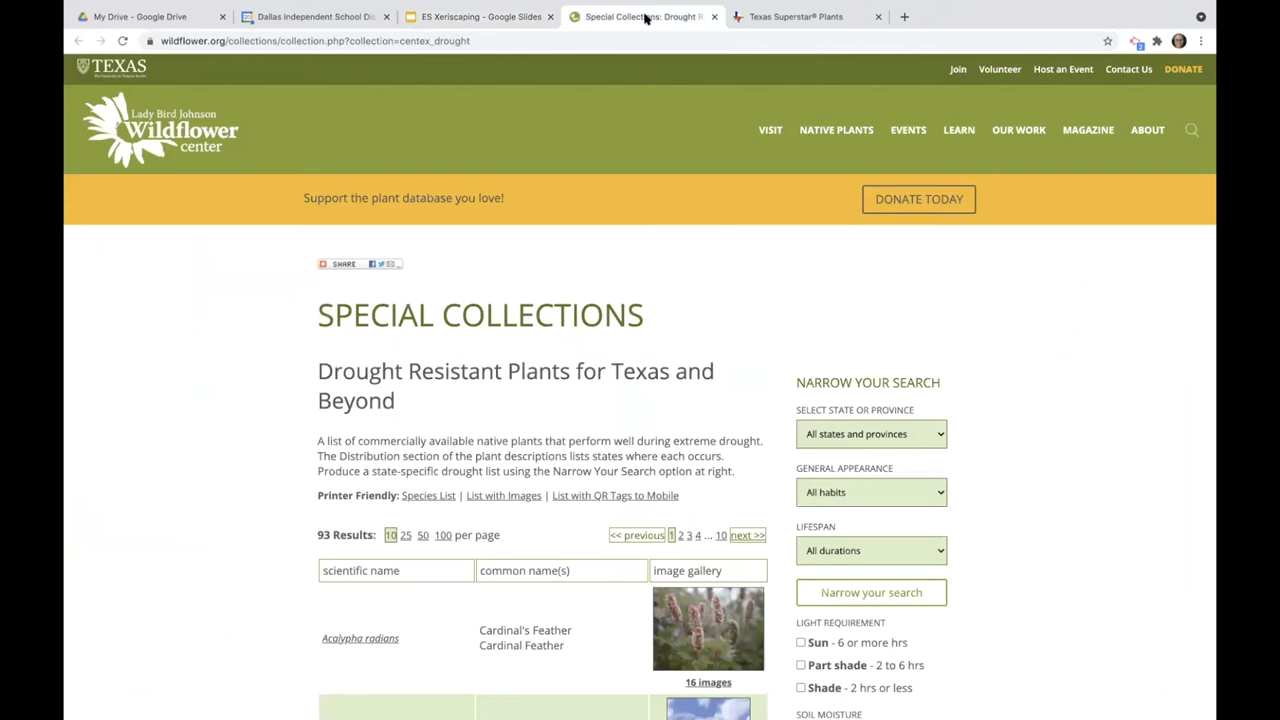 My Drive - Google Drive
Dallas Independent School Dis
ES Xeriscaping - Google Slides
Special Collections: Drought R
Texas Superstar® Plants
wildflower.org/collections/collection.php?collection=centex_drought
2
TEXAS
Join Volunteer Host an Event Contact Us DONATE
Lady Bird Johnson
Wildflower
center
VISIT NATIVE PLANTS EVENTS LEARN OUR WORK MAGAZINE ABOUT
Support the plant database you love!
DONATE TODAY
SHARE
SPECIAL COLLECTIONS
Drought Resistant Plants for Texas and
Beyond
A list of commercially available native plants that perform well during extreme drought.
The Distribution section of the plant descriptions lists states where each occurs.
Produce a state-specific drought list using the Narrow Your Search option at right.
Printer Friendly: Species List | List with Images | List with QR Tags to Mobile
93 Results: 10 25 50 100 per page
<< previous 1 2 3 4 ... 10 next >>
scientific name common name(s) image gallery
Acalypha radians
Cardinal's Feather
Cardinal Feather
16 images
NARROW YOUR SEARCH
SELECT STATE OR PROVINCE
All states and provinces
GENERAL APPEARANCE
All habits
LIFESPAN
All durations
Narrow your search
LIGHT REQUIREMENT
Sun - 6 or more hrs
Part shade - 2 to 6 hrs
Shade - 2 hrs or less
SOIL MOISTURE